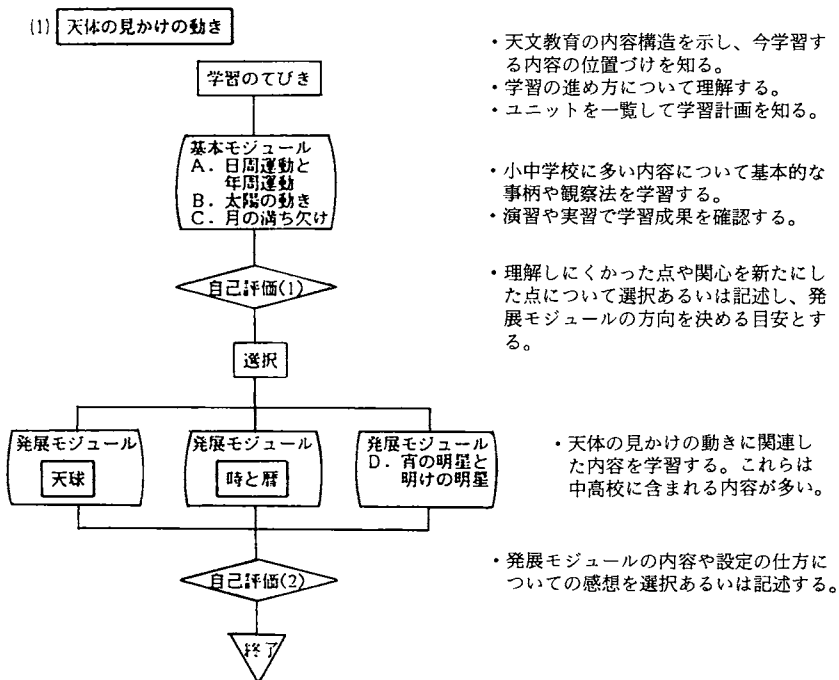 (1) 天体の見かけの動き
学習のてびき
・天文教育の内容構造を示し、今学習す
る内容の位置づけを知る。
・学習の進め方について理解する。
・ユニットを一覧して学習計画を知る。
基本モジュール
A．日周運動と
年周運動
B．太陽の動き
C．月の満ち欠け
・小中学校に多い内容について基本的な
事柄や観察法を学習する。
・演習や実習で学習成果を確認する。
自己評価(1)
・理解しにくかった点や関心を新たにし
た点について選択あるいは記述し、発
展モジュールの方向を決める目安とす
る。
選択
発展モジュール
天球
発展モジュール
時と暦
発展モジュール
D．宵の明星と
明けの明星
・天体の見かけの動きに関連し
た内容を学習する。これらは
中高校に含まれる内容が多い。
自己評価(2)
・発展モジュールの内容や設定の仕方に
ついての感想を選択あるいは記述する。
終了